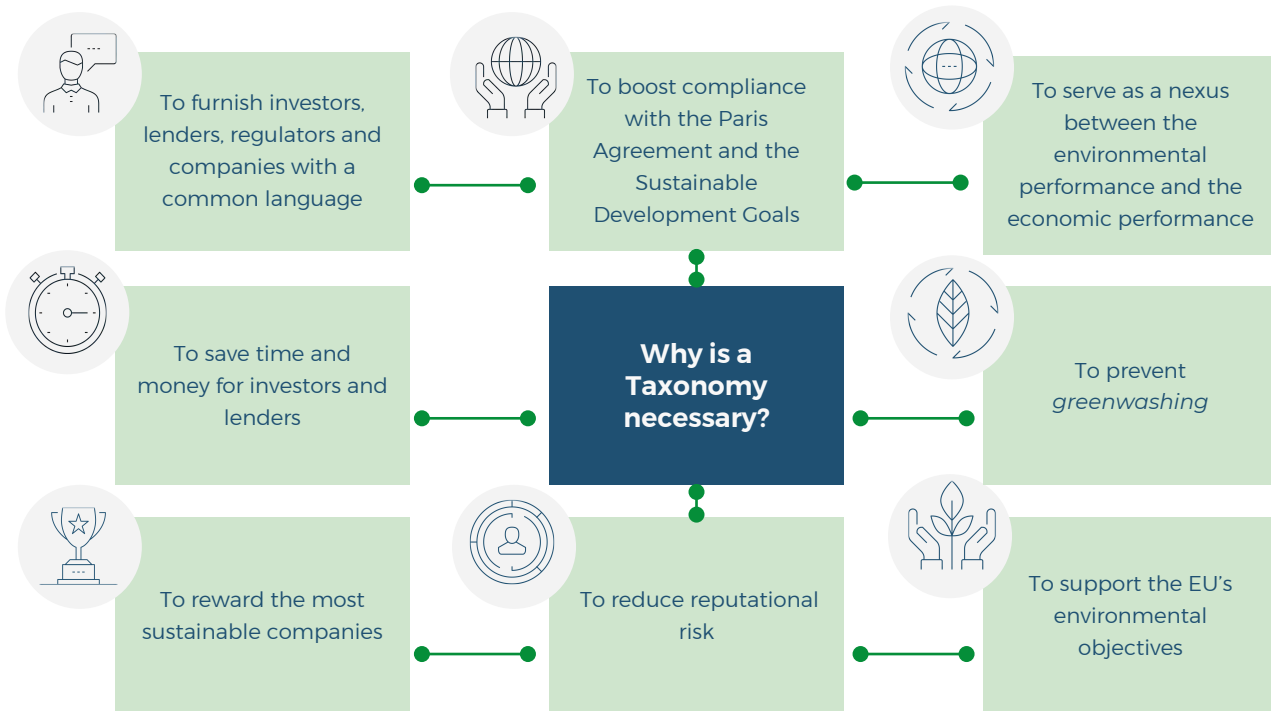 To furnish investors,
lenders, regulators and
companies with a
common language
To boost compliance
with the Paris
Agreement and the
Sustainable
Development Goals
To serve as a nexus
between the
environmental
performance and the
economic performance
To save time and
money for investors and
lenders
Why is a
Taxonomy
necessary?
To prevent
greenwashing
To reward the most
sustainable companies
To reduce reputational
risk
To support the EU’s
environmental
objectives